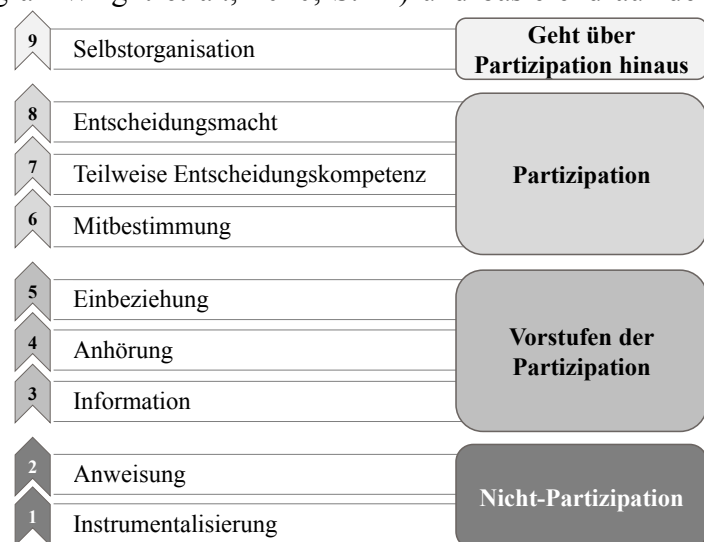 9 Selbstorganisation
Geht über
Partizipation hinaus
8 Entscheidungsmacht
7 Teilweise Entscheidungskompetenz
6 Mitbestimmung
Partizipation
5 Einbeziehung
4 Anhörung
3 Information
Vorstufen der
Partizipation
2 Anweisung
1 Instrumentalisierung
Nicht-Partizipation